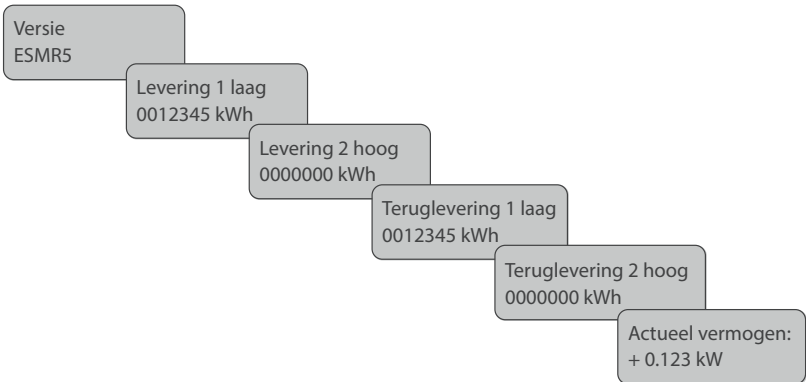 Versie
ESMR5
Levering 1 laag
0012345 kWh
Levering 2 hoog
0000000 kWh
Teruglevering 1 laag
0012345 kWh
Teruglevering 2 hoog
0000000 kWh
Actueel vermogen:
+ 0.123 kW